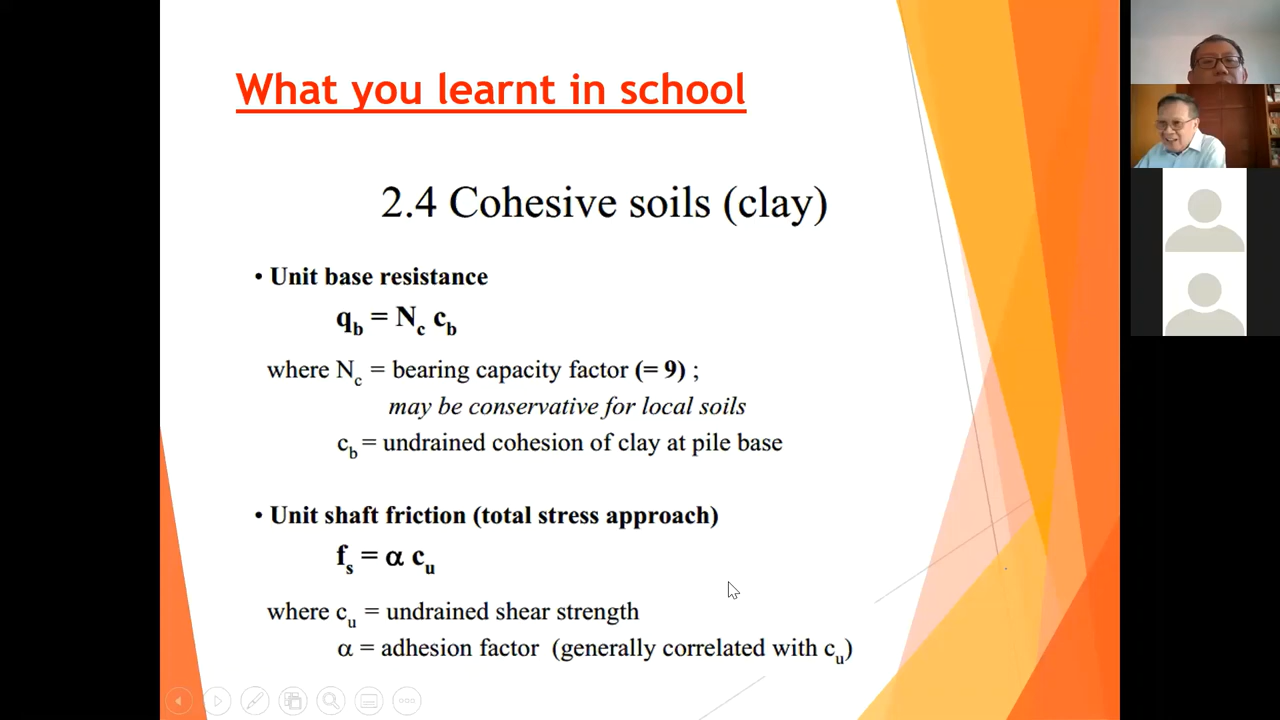 What you learnt in school
2.4 Cohesive soils (clay)
• Unit base resistance
q_b = N_c c_b
where N_c = bearing capacity factor (= 9) ;
may be conservative for local soils
c_b = undrained cohesion of clay at pile base
• Unit shaft friction (total stress approach)
f_s = α c_u
where c_u = undrained shear strength
α = adhesion factor (generally correlated with c_u)